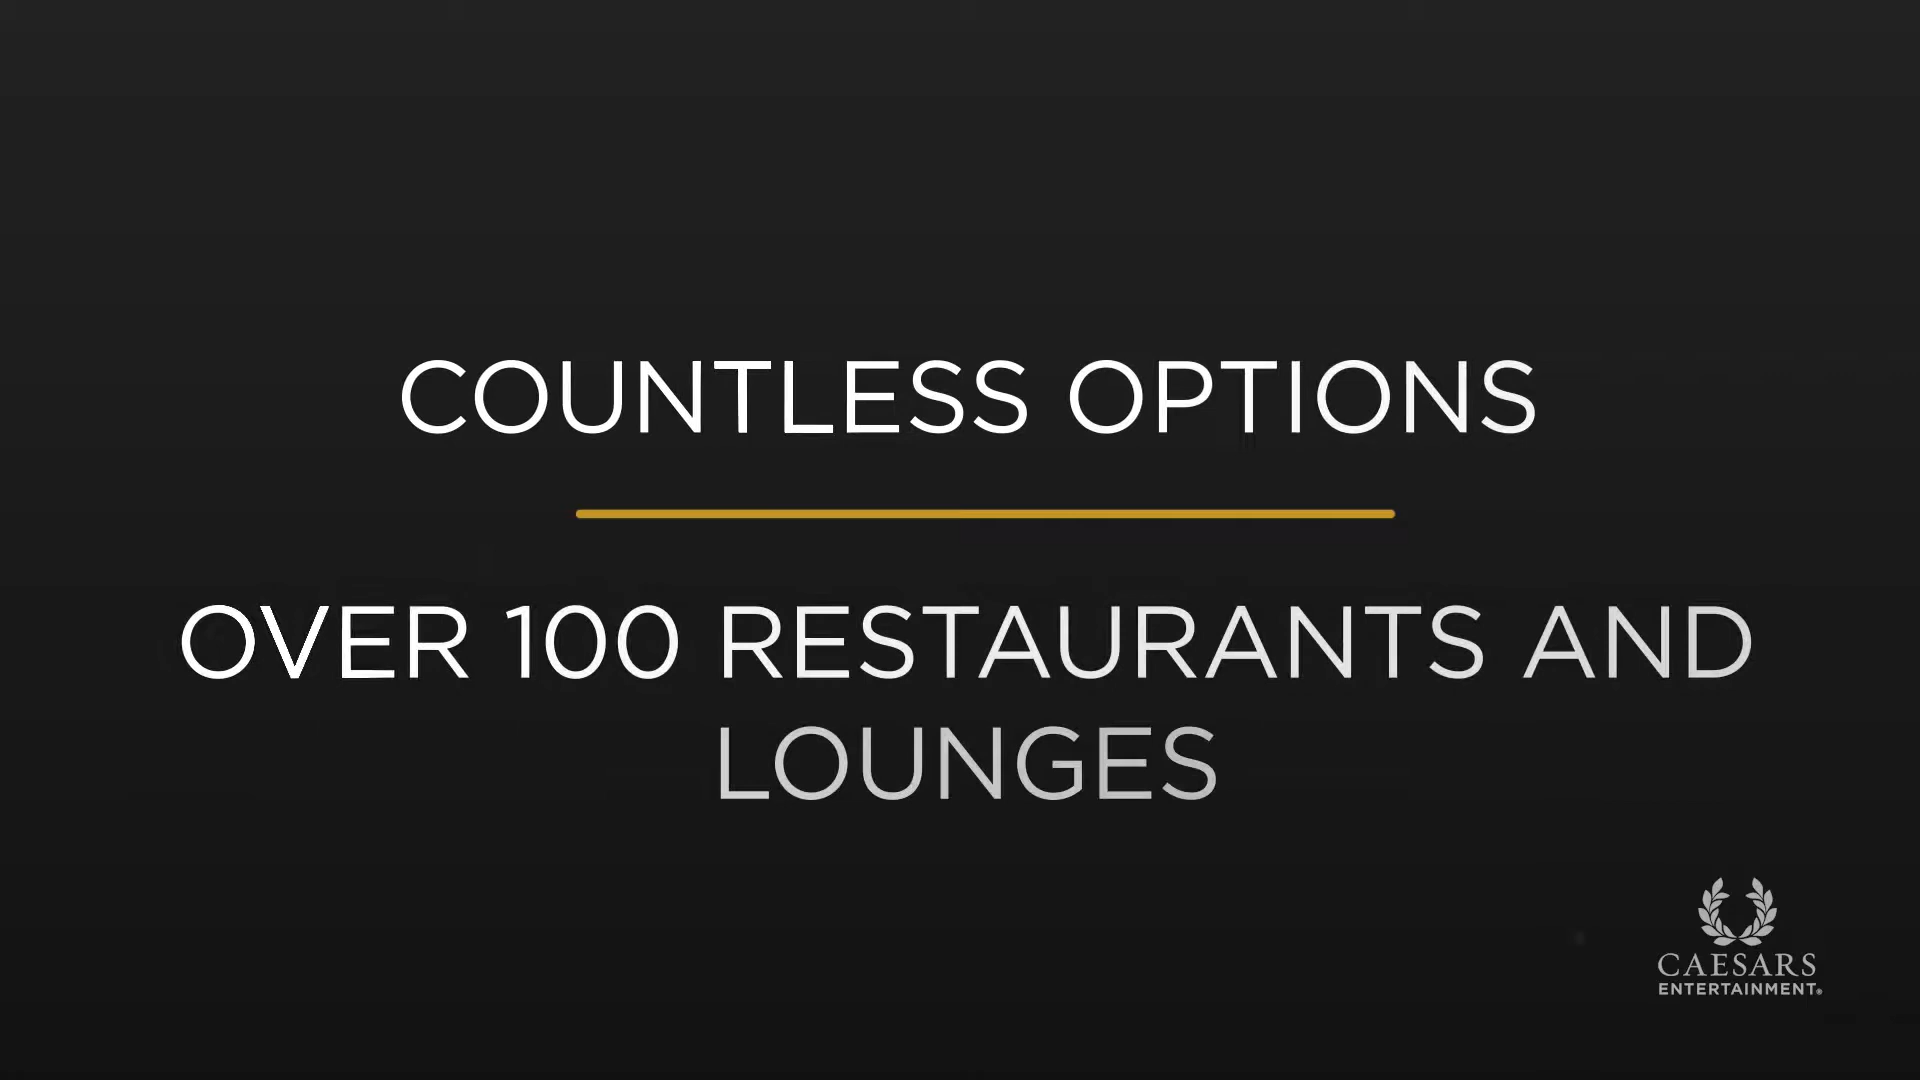 COUNTLESS OPTIONS
OVER 100 RESTAURANTS AND
LOUNGES
CAESARS
ENTERTAINMENT®